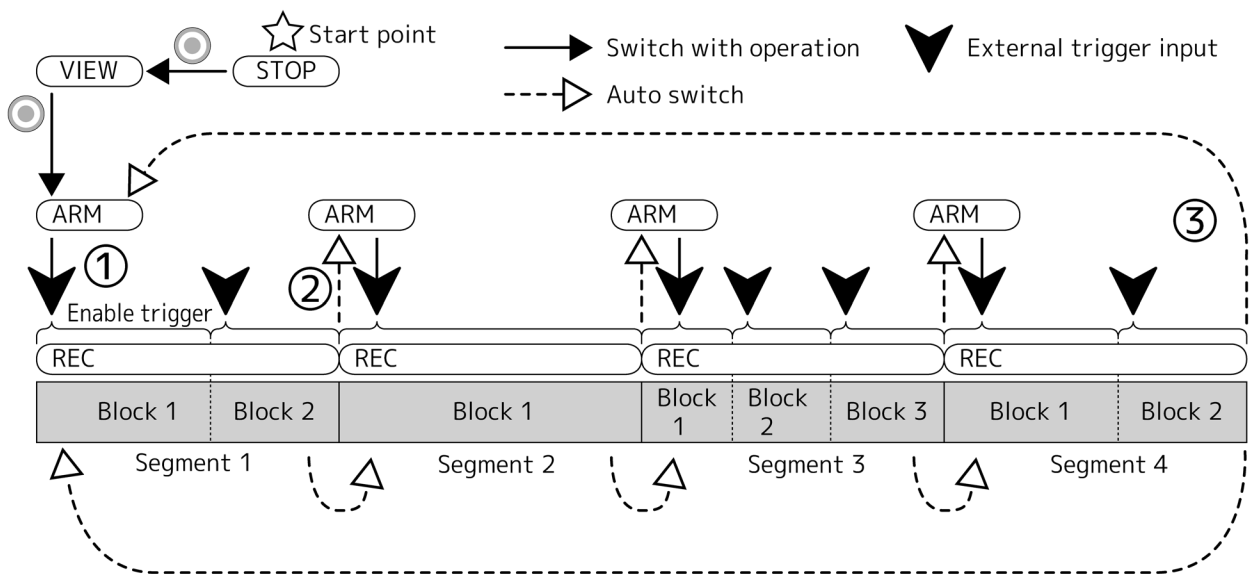 Start point
Switch with operation
External trigger input
VIEW
STOP
Auto switch
ARM
ARM
ARM
ARM
①
②
③
Enable trigger
REC
REC
REC
REC
Block 1
Block 2
Block 1
Block
1
Block
2
Block 3
Block 1
Block 2
Segment 1
Segment 2
Segment 3
Segment 4